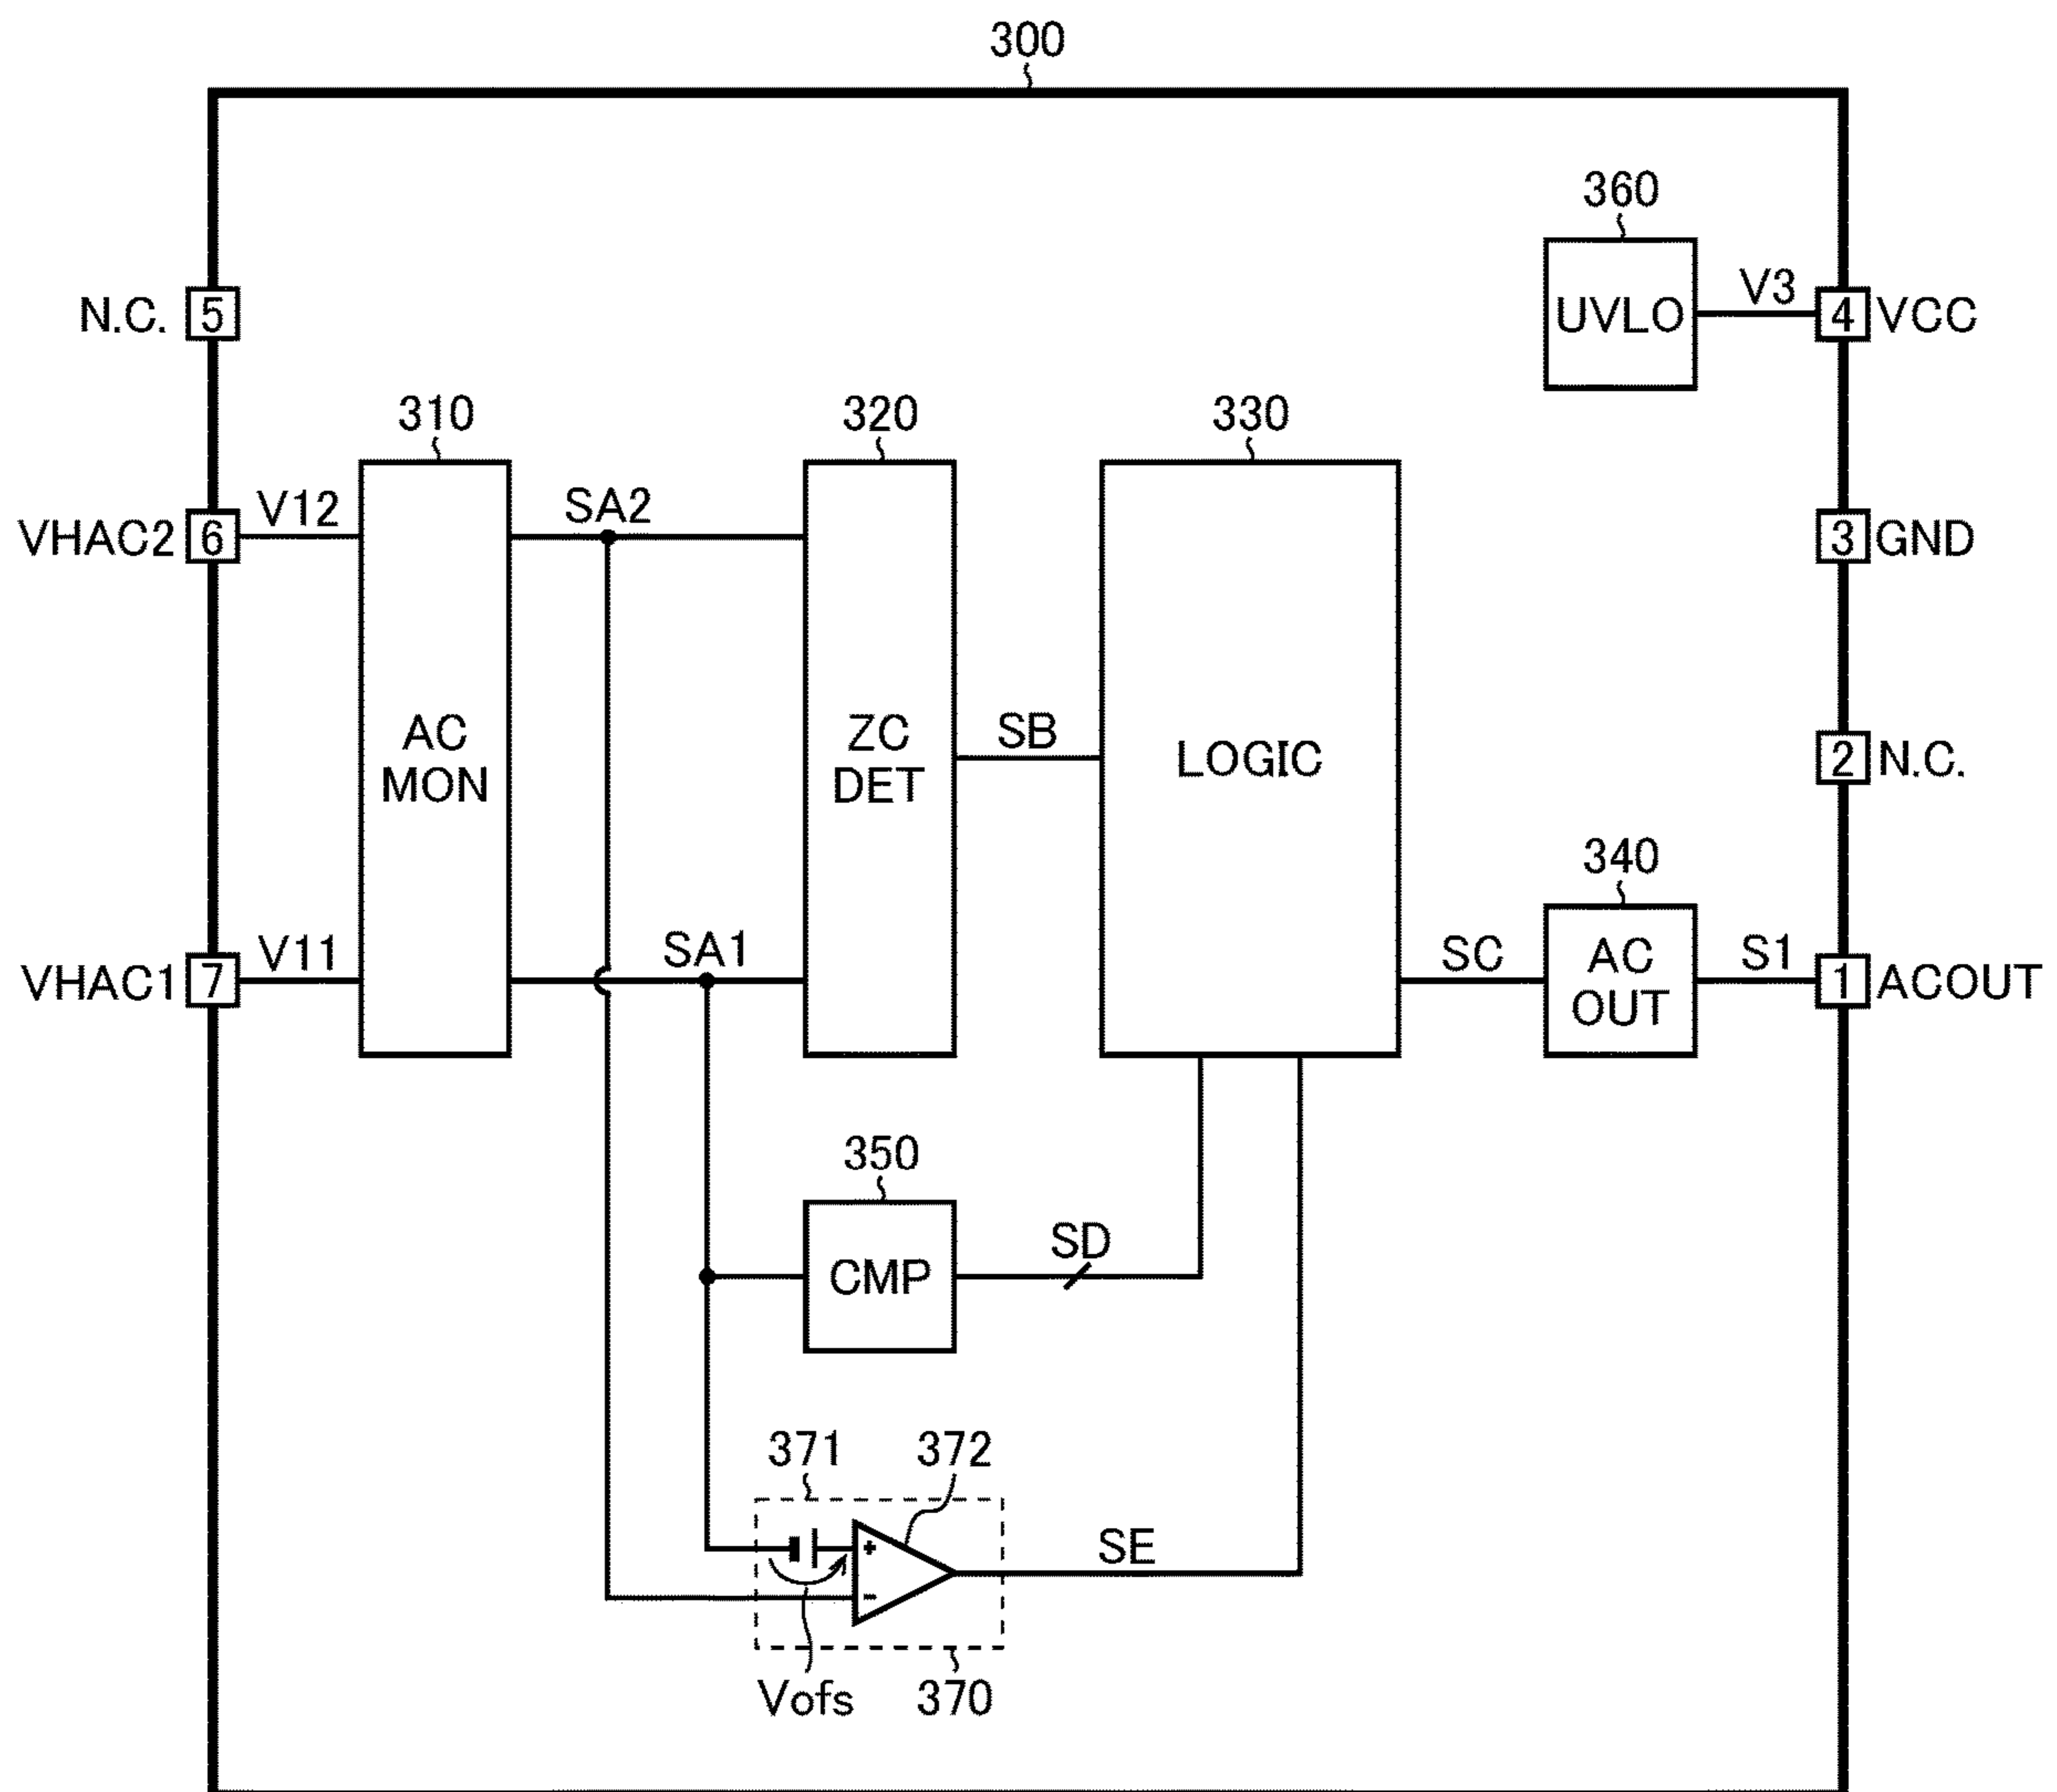 300
360
N.C.
5
UVLO
V3
4
VCC
310
320
330
VHAC2
6
V12
SA2
3
GND
AC
MON
ZC
DET
SB
LOGIC
2
N.C.
340
VHAC1
7
V11
SA1
SC
AC
OUT
S1
1
ACOUT
350
CMP
SD
371
372
+
-
SE
Vofs
370